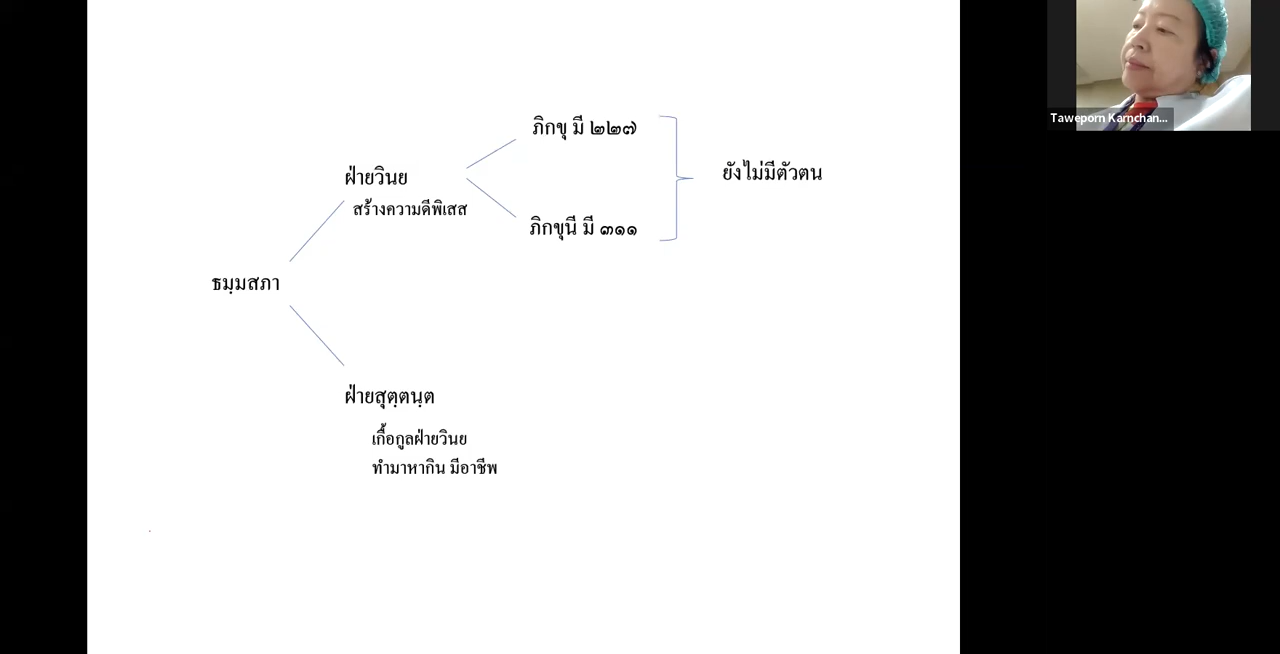 ภิกขุ มี ๒๒๗
ฝ่ายวินย
สร้างความดีพิเสส
ยังไม่มีตัวตน
ภิกขุนี มี ๓๑๑
ธมฺมสภา
ฝ่ายสุตฺตนฺต
เกื้อกูลฝ่ายวินย
ทำมาหากิน มีอาชีพ
Taweporn Karnchan...